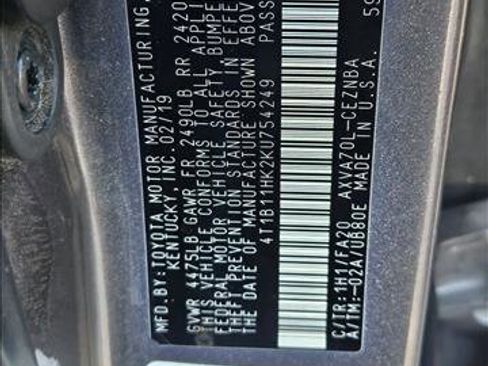 MFD.BY:TOYOTA MOTOR MANUFACTURING,
KENTUCKY, INC. 02/19
GVWR 4475LB GAWR FR 2490LB RR 2420
THIS VEHICLE CONFORMS TO ALL APPLI
FEDERAL MOTOR VEHICLE SAFETY, BUMPE
THEFT PREVENTION STANDARDS IN EFFE
THE DATE OF MANUFACTURE SHOWN ABOV
4T1B11HK2KU754249 PASS
C/TR:1H1/FA20 AXVA70L-CEZNBA
A/TM:-02A/UB80E MADE IN U.S.A.
59